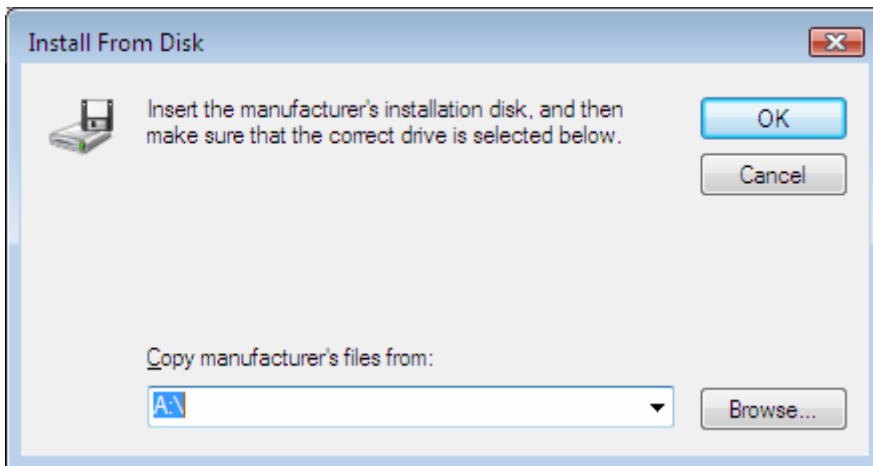 Install From Disk
Insert the manufacturer's installation disk, and then
make sure that the correct drive is selected below.
OK
Cancel
Copy manufacturer's files from:
A:\
Browse...